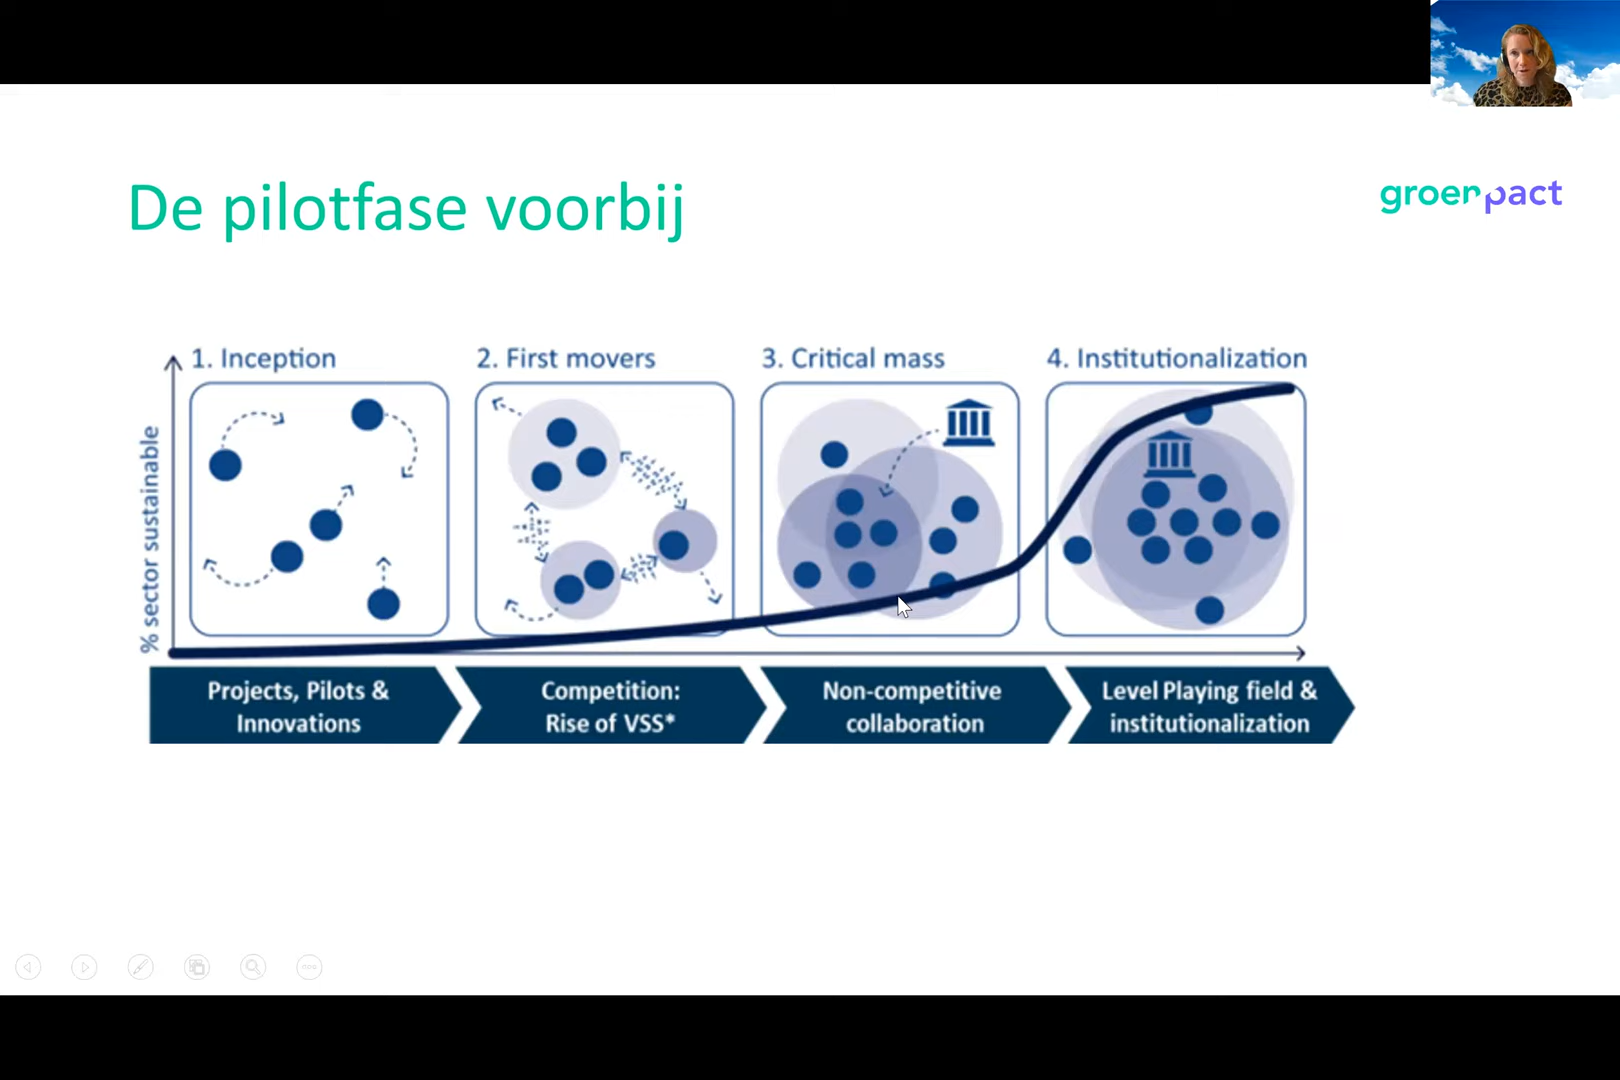 De pilotfase voorbij
groenpact
1. Inception
2. First movers
3. Critical mass
4. Institutionalization
% sector sustainable
Projects, Pilots &
Innovations
Competition:
Rise of VSS*
Non-competitive
collaboration
Level Playing field &
institutionalization